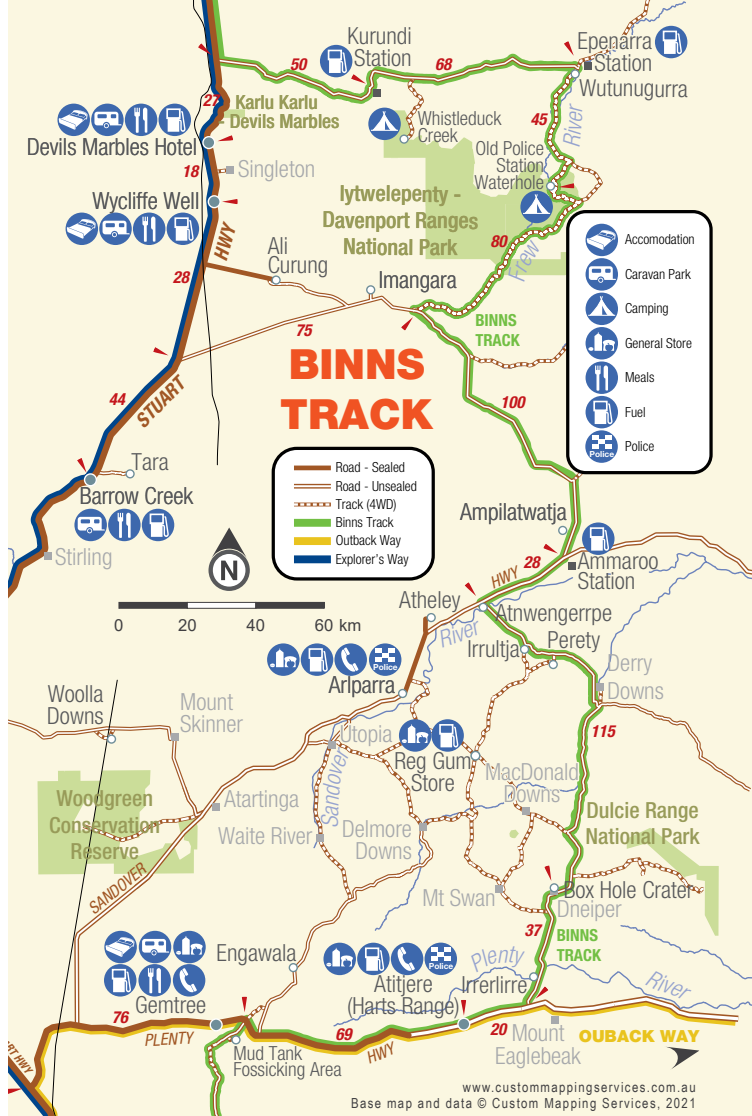 Kurundi
Station
Epenarra
Station
50
68
Wutunugurra
27
Karlu Karlu
- Devils Marbles
45
River
Whistleduck
Creek
Devils Marbles Hotel
Old Police
Station
Waterhole
18
Singleton
Wycliffe Well
Iytwelepenty -
Davenport Ranges
National Park
HWY
80
Frew
Ali
Curung
28
Imangara
75
BINNS
TRACK
Accomodation
Caravan Park
Camping
General Store
Meals
Fuel
Police
Police
BINNS
TRACK
44
STUART
100
Tara
Barrow Creek
Road - Sealed
Road - Unsealed
Track (4WD)
Binns Track
Outback Way
Explorer's Way
Ampilatwatja
Stirling
N
28
HWY
Ammaroo
Station
0 20 40 60 km
Atheley
Atnwengerrpe
River
Irrultja
Perety
Police
Arlparra
Derry
Downs
Woolla
Downs
Mount
Skinner
115
Utopia
Reg Gum
Store
Sandover
MacDonald
Downs
Woodgreen
Conservation
Reserve
Atartinga
Waite River
Delmore
Downs
Dulcie Range
National Park
SANDOVER
Mt Swan
Box Hole Crater
Dneiper
37
BINNS
TRACK
Engawala
Police
Plenty
Atitjere
(Harts Range)
Irrerlirre
River
Gemtree
76
PLENTY
69
HWY
20
Mount
Eaglebeak
OUBACK WAY
Mud Tank
Fossicking Area
www.custommappingservices.com.au
Base map and data © Custom Mapping Services, 2021